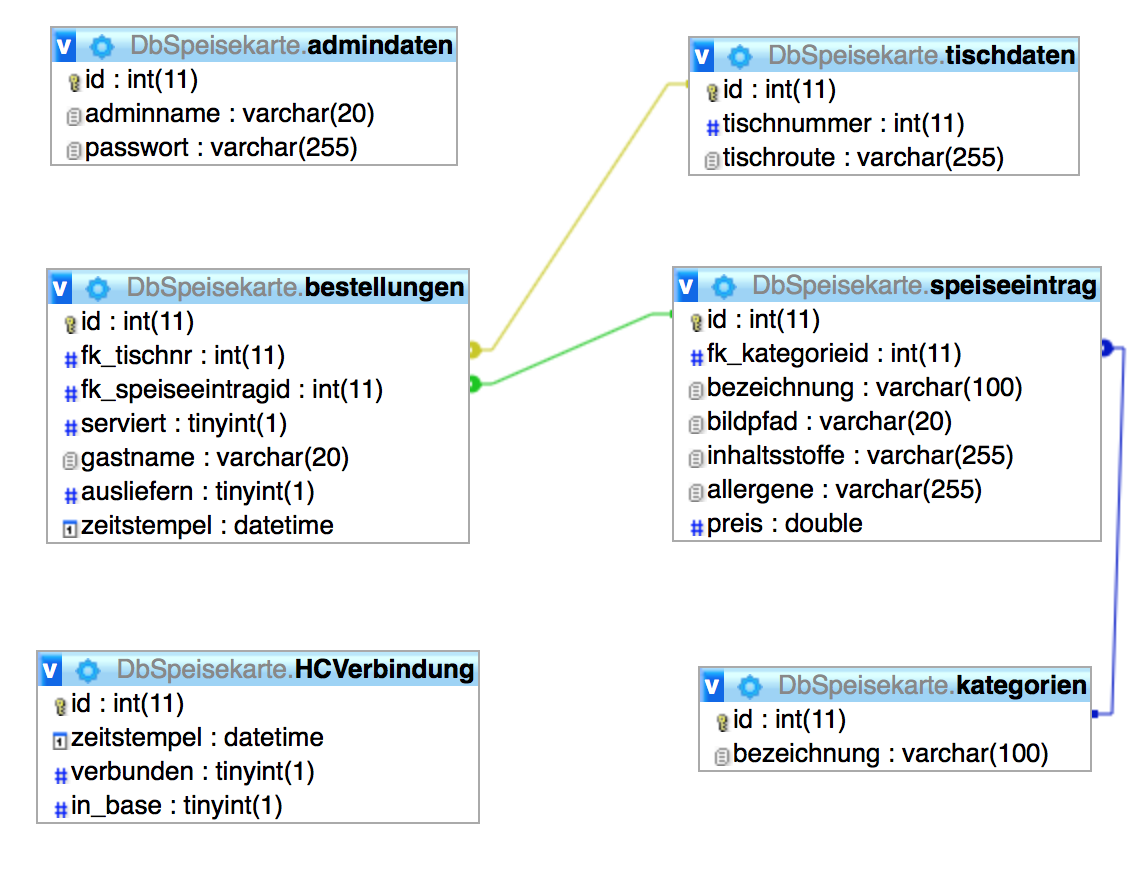 v DbSpeisekarte.admindaten
id : int(11)
adminname : varchar(20)
passwort : varchar(255)
v DbSpeisekarte.tischdaten
id : int(11)
# tischnummer : int(11)
tischroute : varchar(255)
v DbSpeisekarte.bestellungen
id : int(11)
# fk_tischnr : int(11)
# fk_speiseeintragid : int(11)
# serviert : tinyint(1)
gastname : varchar(20)
# ausliefern : tinyint(1)
1 zeitstempel : datetime
v DbSpeisekarte.speiseeintrag
id : int(11)
# fk_kategorieid : int(11)
bezeichnung : varchar(100)
bildpfad : varchar(20)
inhaltsstoffe : varchar(255)
allergene : varchar(255)
# preis : double
v DbSpeisekarte.HCVerbindung
id : int(11)
1 zeitstempel : datetime
# verbunden : tinyint(1)
# in_base : tinyint(1)
v DbSpeisekarte.kategorien
id : int(11)
bezeichnung : varchar(100)